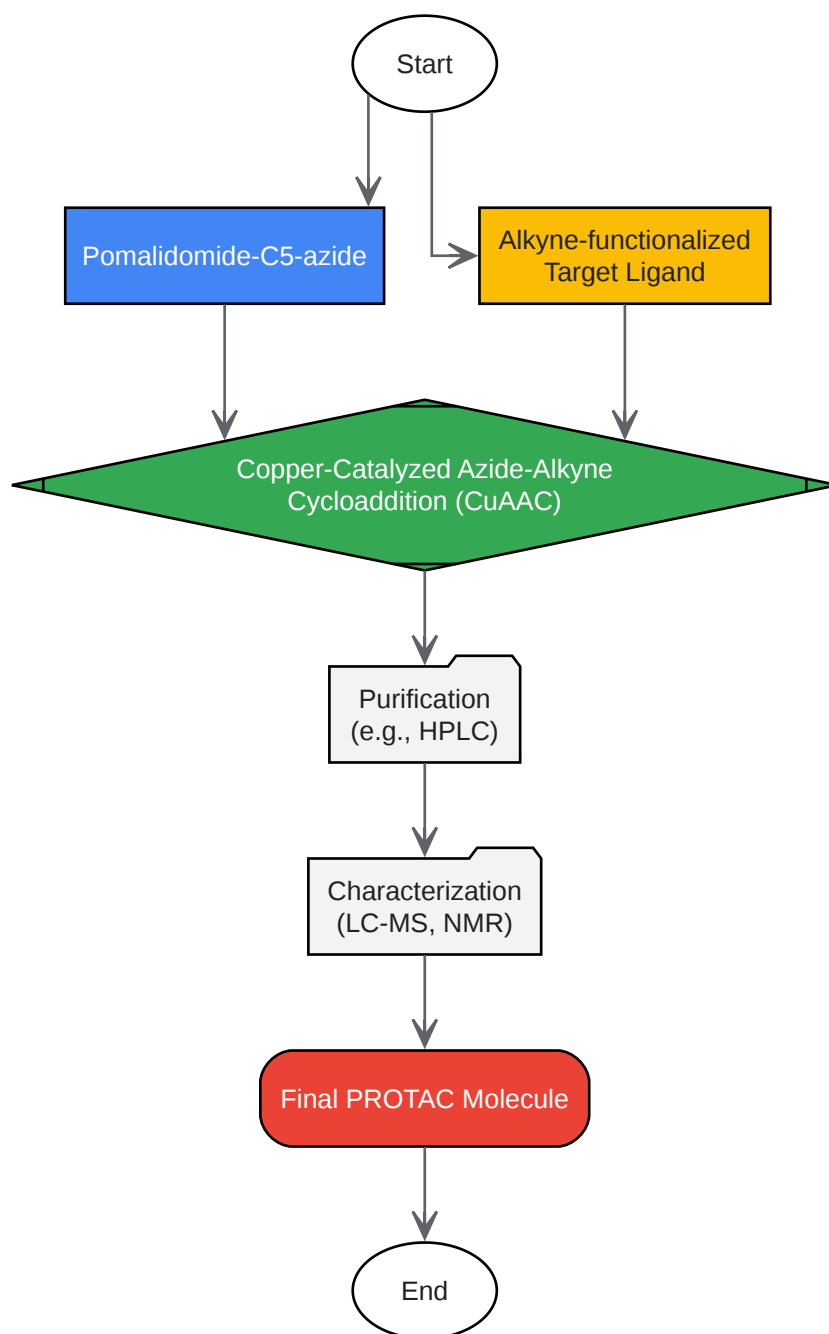 Start
Pomalidomide-C5-azide
Alkyne-functionalized
Target Ligand
Copper-Catalyzed Azide-Alkyne
Cycloaddition (CuAAC)
Purification
(e.g., HPLC)
Characterization
(LC-MS, NMR)
Final PROTAC Molecule
End